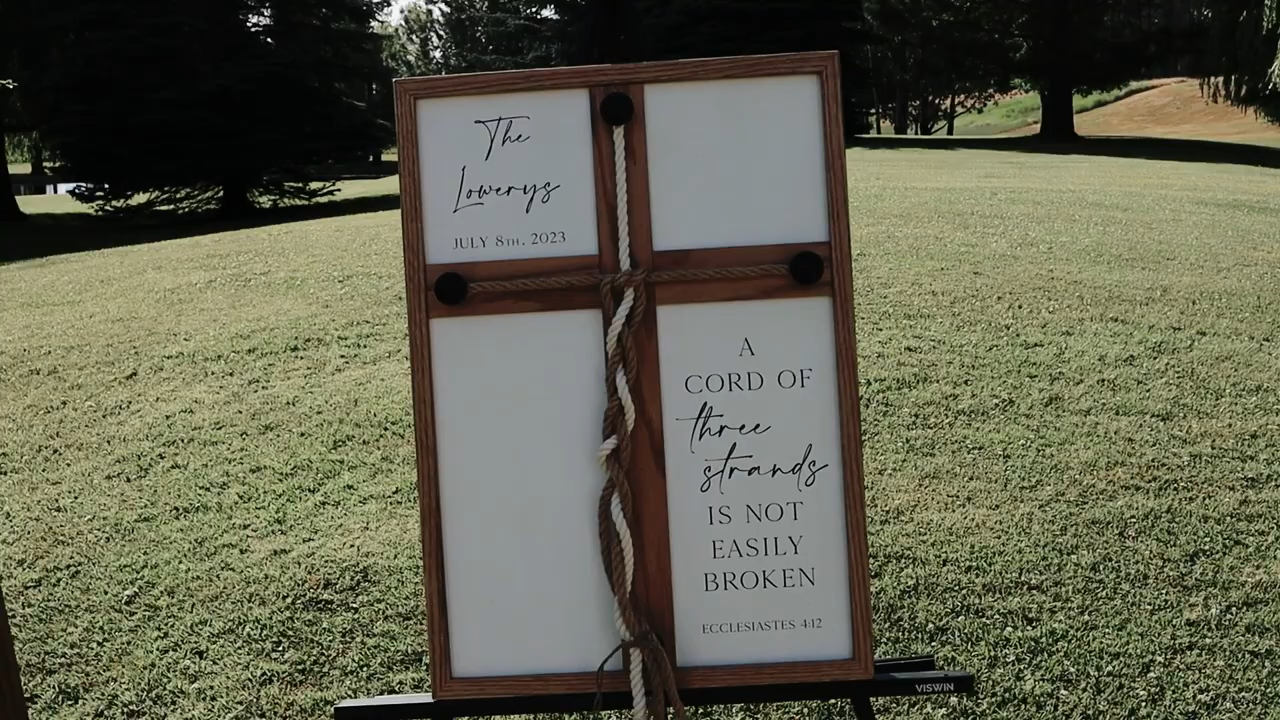 The
Lowerys
JULY 8TH, 2023
A
CORD OF
three
strands
IS NOT
EASILY
BROKEN
ECCLESIASTES 4:12
VISWIN